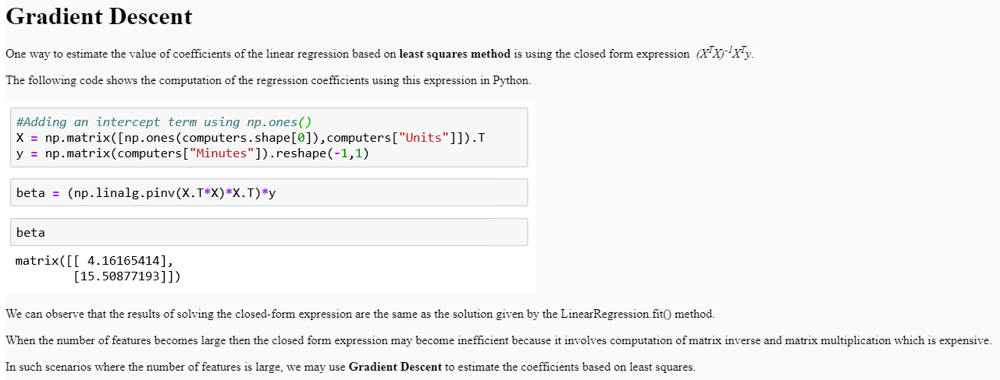 Gradient Descent
One way to estimate the value of coefficients of the linear regression based on least squares method is using the closed form expression (XᵀX)⁻¹Xᵀy.
The following code shows the computation of the regression coefficients using this expression in Python.
#Adding an intercept term using np.ones()
X = np.matrix([np.ones(computers.shape[0]),computers["Units"]]).T
y = np.matrix(computers["Minutes"]).reshape(-1,1)
beta = (np.linalg.pinv(X.T*X)*X.T)*y
beta
matrix([[ 4.16165414],
        [15.50877193]])
We can observe that the results of solving the closed-form expression are the same as the solution given by the LinearRegression.fit() method.
When the number of features becomes large then the closed form expression may become inefficient because it involves computation of matrix inverse and matrix multiplication which is expensive.
In such scenarios where the number of features is large, we may use Gradient Descent to estimate the coefficients based on least squares.